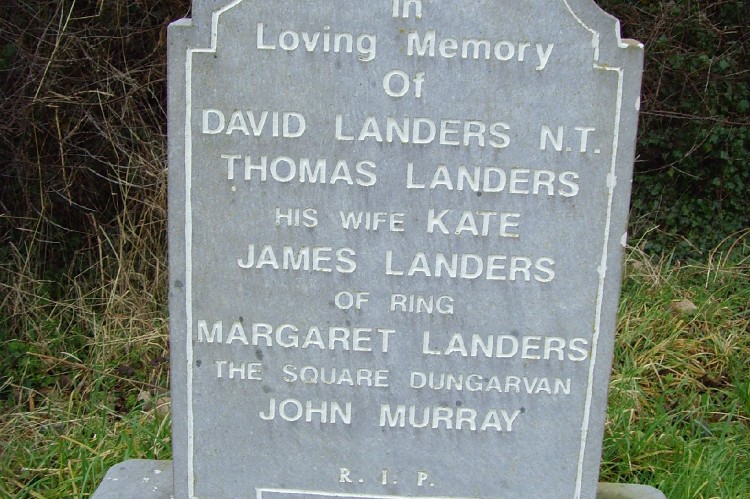 In
Loving Memory
Of
DAVID LANDERS N.T.
THOMAS LANDERS
HIS WIFE KATE
JAMES LANDERS
OF RING
MARGARET LANDERS
THE SQUARE DUNGARVAN
JOHN MURRAY
R. I. P.